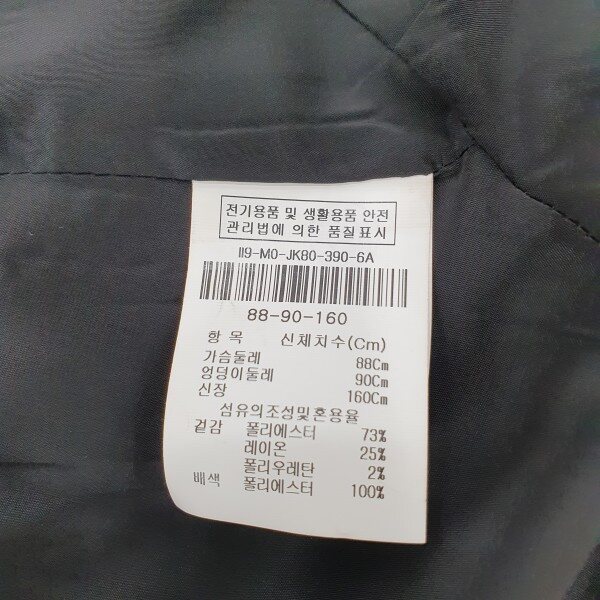 전기용품 및 생활용품 안전
관리법에 의한 품질표시
II9-MO-JK80-390-6A
88-90-160
항 목 신체치수(Cm)
가슴둘레 88Cm
엉덩이둘레 90Cm
신장 160Cm
섬유의조성및혼용율
겉감 폴리에스터 73%
레이온 25%
폴리우레탄 2%
배색 폴리에스터 100%